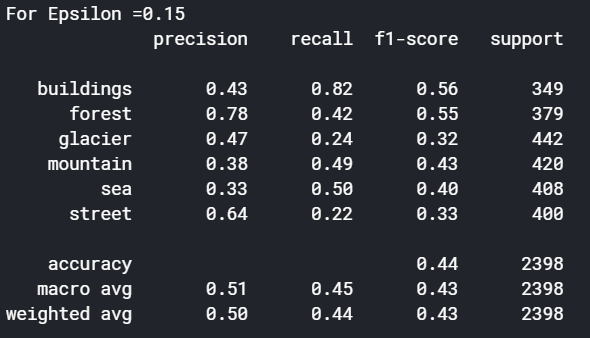 For Epsilon =0.15
precision recall f1-score support
buildings 0.43 0.82 0.56 349
forest 0.78 0.42 0.55 379
glacier 0.47 0.24 0.32 442
mountain 0.38 0.49 0.43 420
sea 0.33 0.50 0.40 408
street 0.64 0.22 0.33 400
accuracy 0.44 2398
macro avg 0.51 0.45 0.43 2398
weighted avg 0.50 0.44 0.43 2398